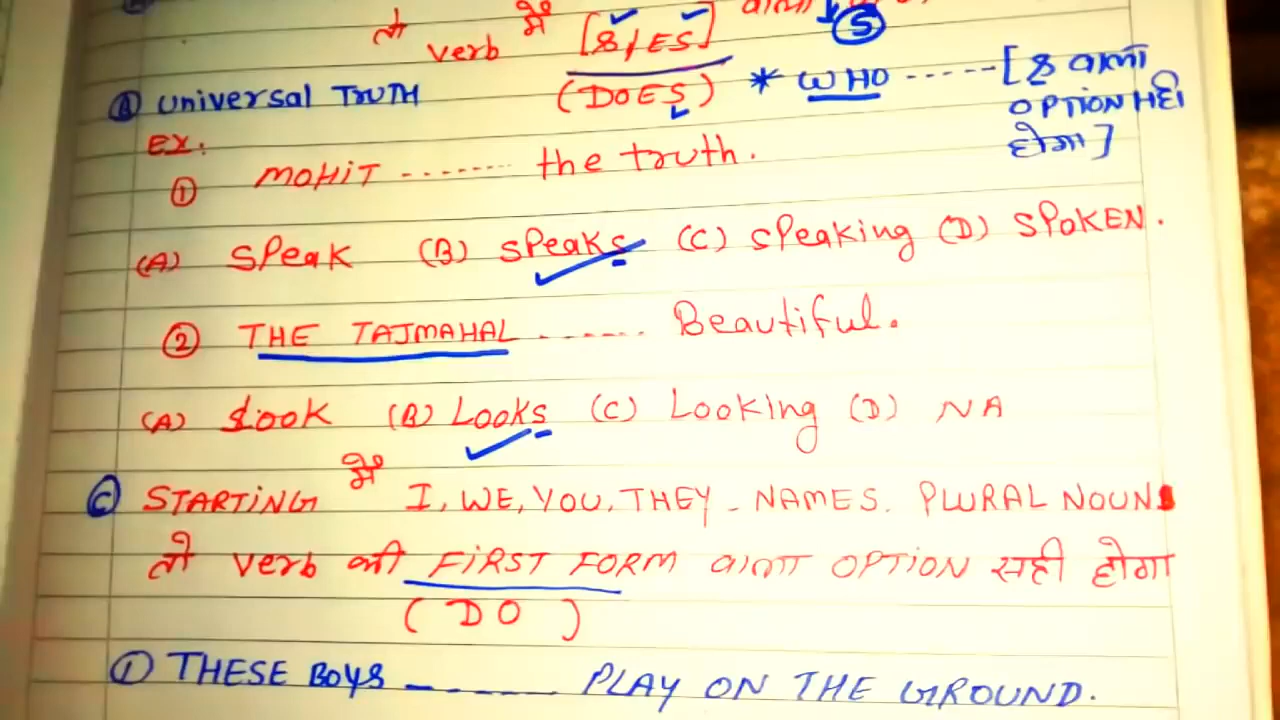 तो verb में [S/ES] वाला (S)
(B) Universal TRUTH (DOES) * WHO ------[S वाला OPTION सही होगा]
EX:
① MOHIT ------- the truth.
(A) Speak (B) speaks (C) speaking (D) SPOKEN.
② THE TAJMAHAL ------- Beautiful.
(A) Look (B) Looks (C) Looking (D) NA
(C) STARTING में I, WE, YOU, THEY - NAMES. PLURAL NOUNS
तो verb की FIRST FORM वाला OPTION सही होगा
(DO)
① THESE BOYS ------- PLAY ON THE GROUND.